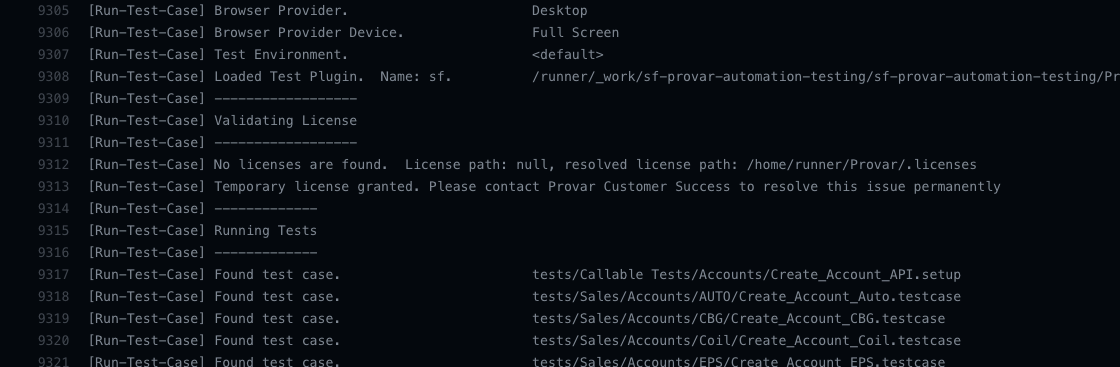 9305 [Run-Test-Case] Browser Provider. Desktop
9306 [Run-Test-Case] Browser Provider Device. Full Screen
9307 [Run-Test-Case] Test Environment. <default>
9308 [Run-Test-Case] Loaded Test Plugin.  Name: sf. /runner/_work/sf-provar-automation-testing/sf-provar-automation-testing/Pr
9309 [Run-Test-Case] ------------------
9310 [Run-Test-Case] Validating License
9311 [Run-Test-Case] ------------------
9312 [Run-Test-Case] No licenses are found.  License path: null, resolved license path: /home/runner/Provar/.licenses
9313 [Run-Test-Case] Temporary license granted. Please contact Provar Customer Success to resolve this issue permanently
9314 [Run-Test-Case] -------------
9315 [Run-Test-Case] Running Tests
9316 [Run-Test-Case] -------------
9317 [Run-Test-Case] Found test case. tests/Callable Tests/Accounts/Create_Account_API.setup
9318 [Run-Test-Case] Found test case. tests/Sales/Accounts/AUTO/Create_Account_Auto.testcase
9319 [Run-Test-Case] Found test case. tests/Sales/Accounts/CBG/Create_Account_CBG.testcase
9320 [Run-Test-Case] Found test case. tests/Sales/Accounts/Coil/Create_Account_Coil.testcase
9321 [Run-Test-Case] Found test case. tests/Sales/Accounts/EPS/Create_Account_EPS.testcase